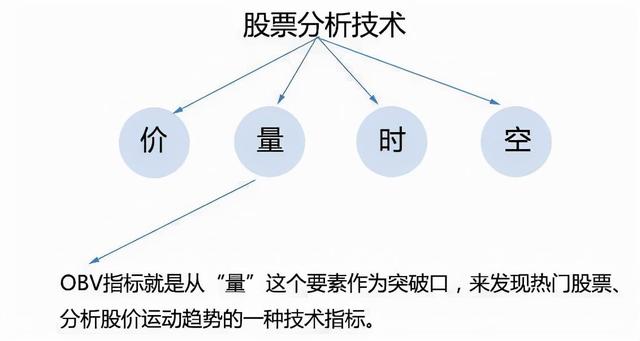 股票分析技术
价
量
时
空
OBV指标就是从“量”这个要素作为突破口，来发现热门股票、
分析股价运动趋势的一种技术指标。